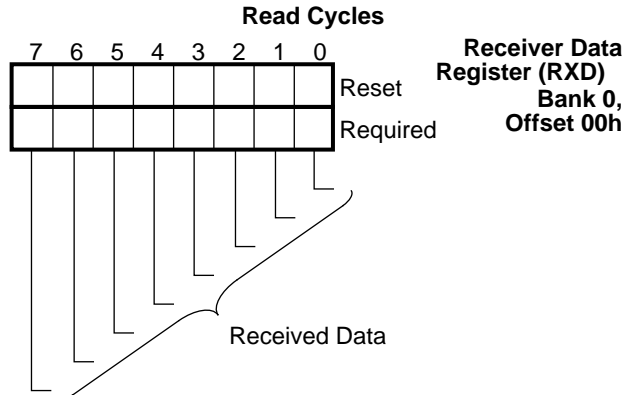 Read Cycles
7 6 5 4 3 2 1 0
Reset
Required
Receiver Data
Register (RXD)
Bank 0,
Offset 00h
Received Data